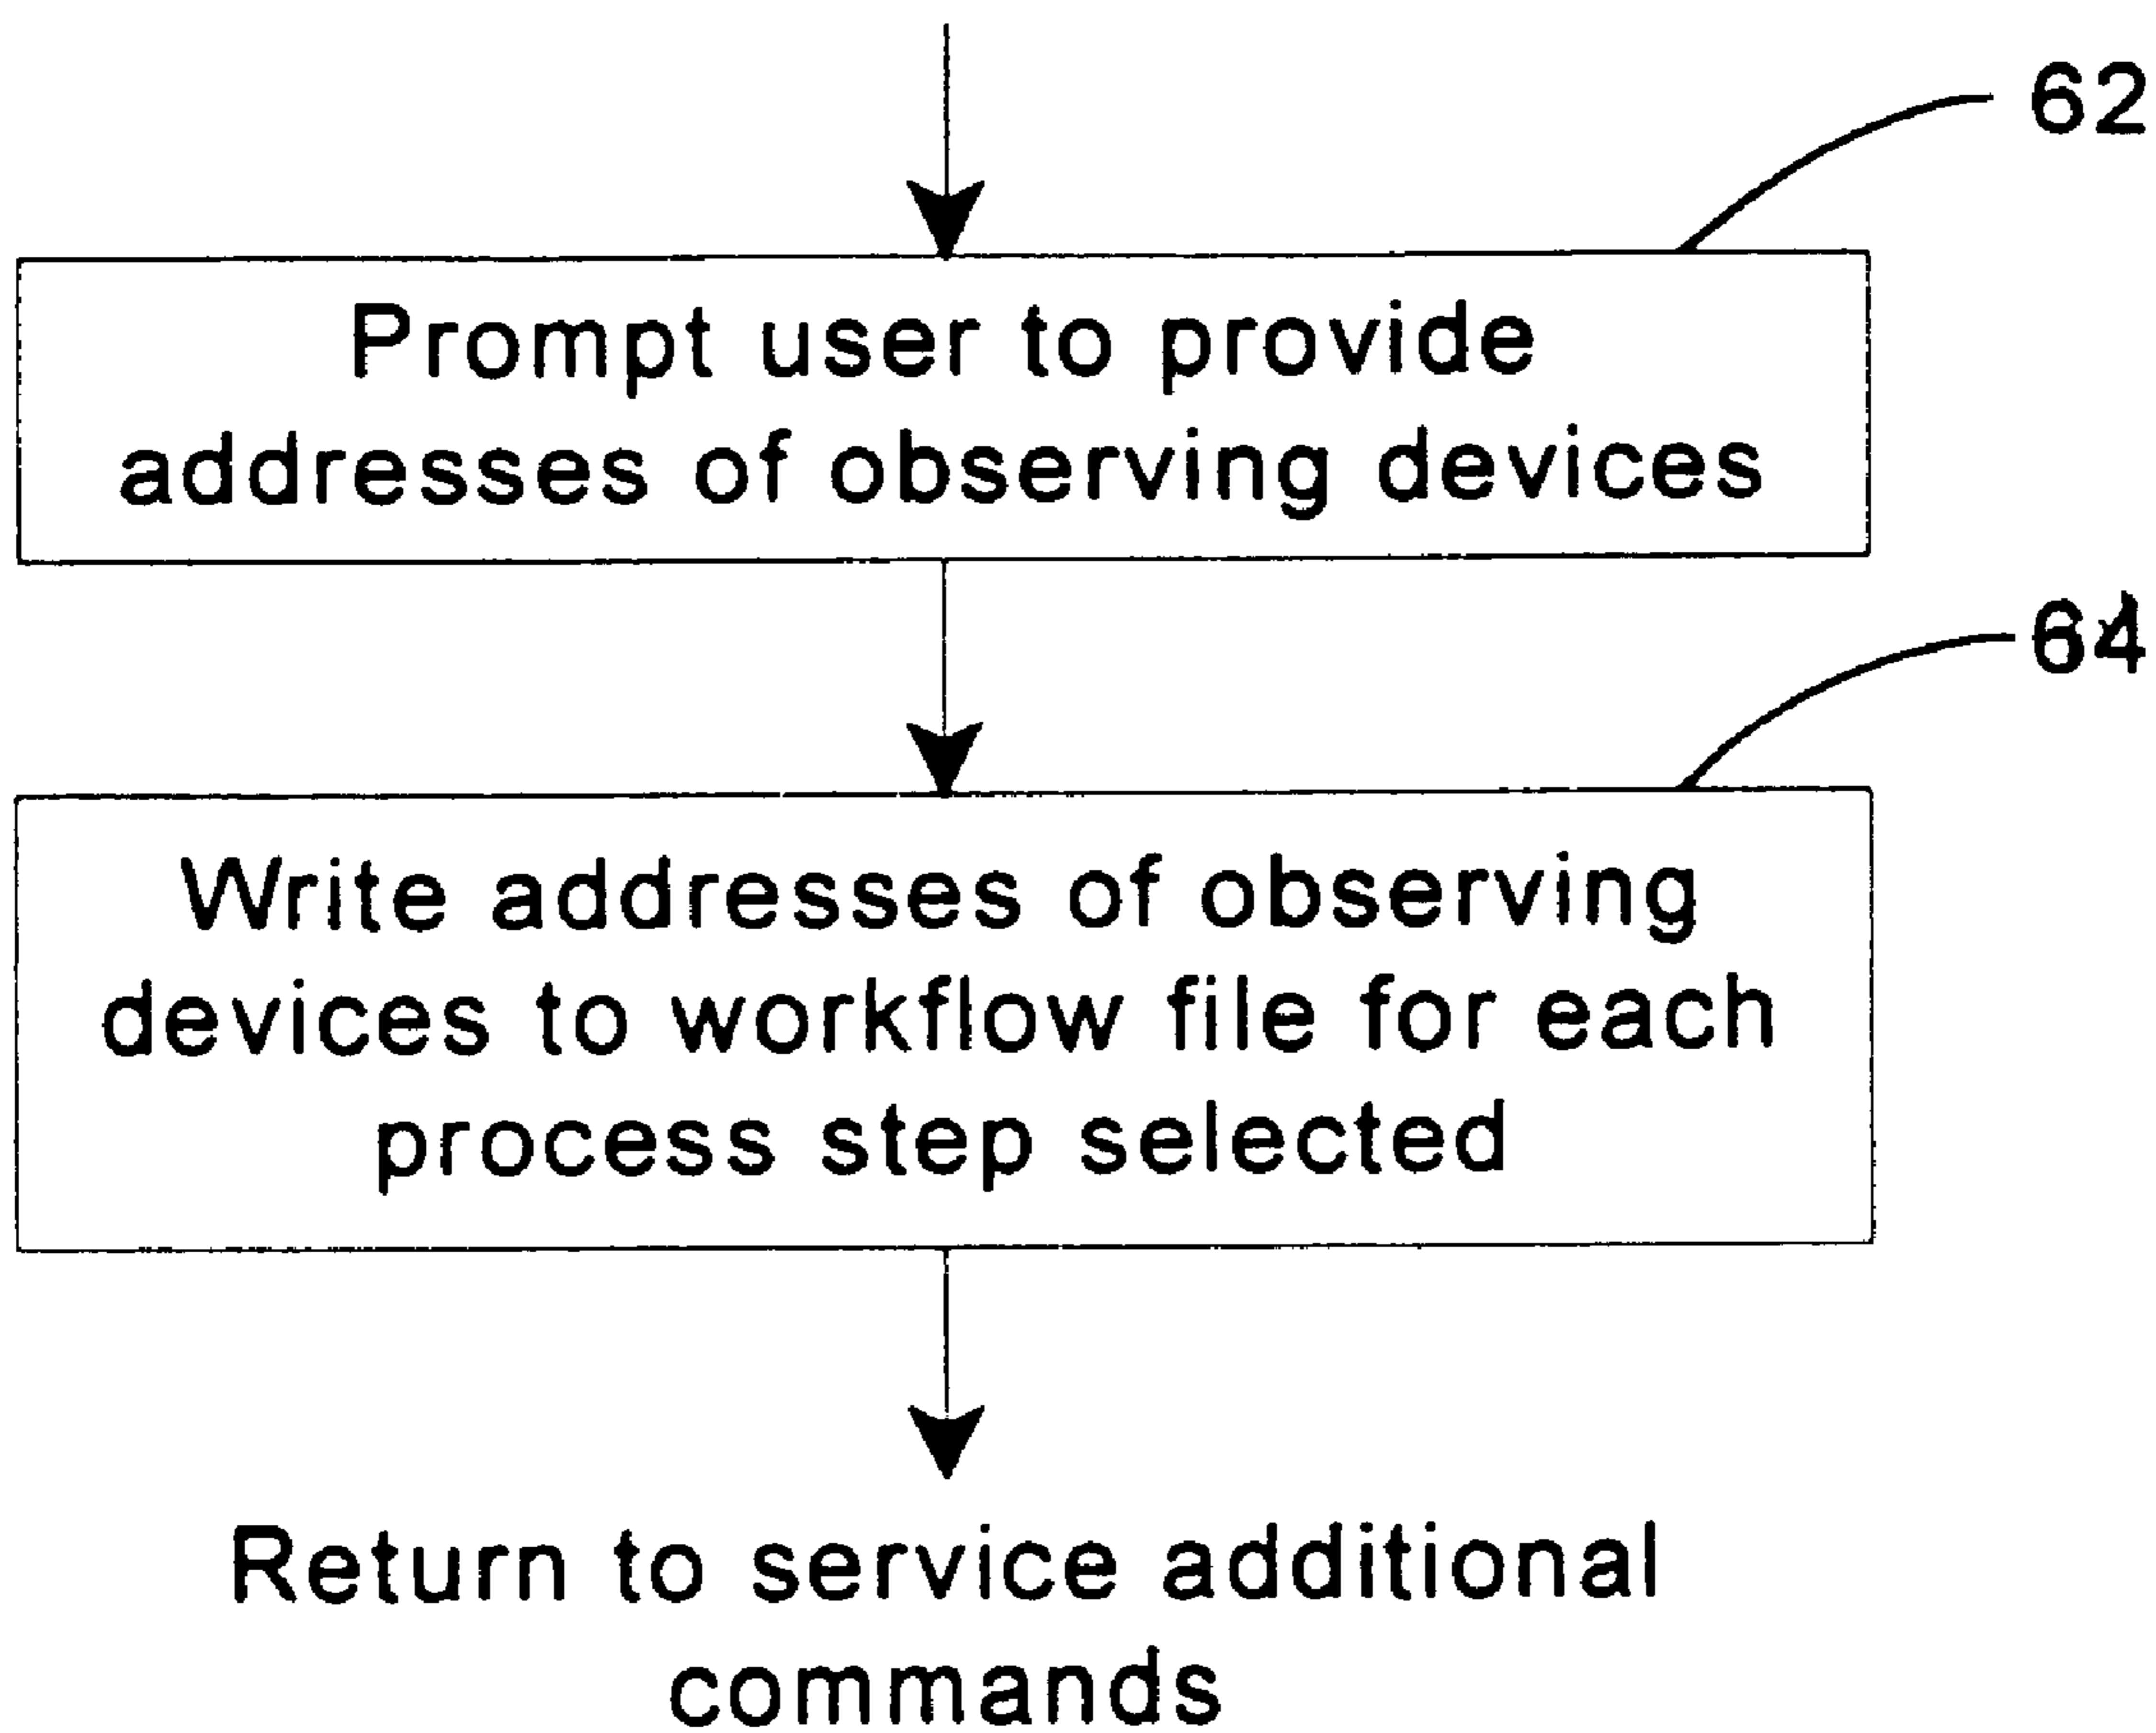 62
Prompt user to provide
addresses of observing devices
64
Write addresses of observing
devices to workflow file for each
process step selected
Return to service additional
commands